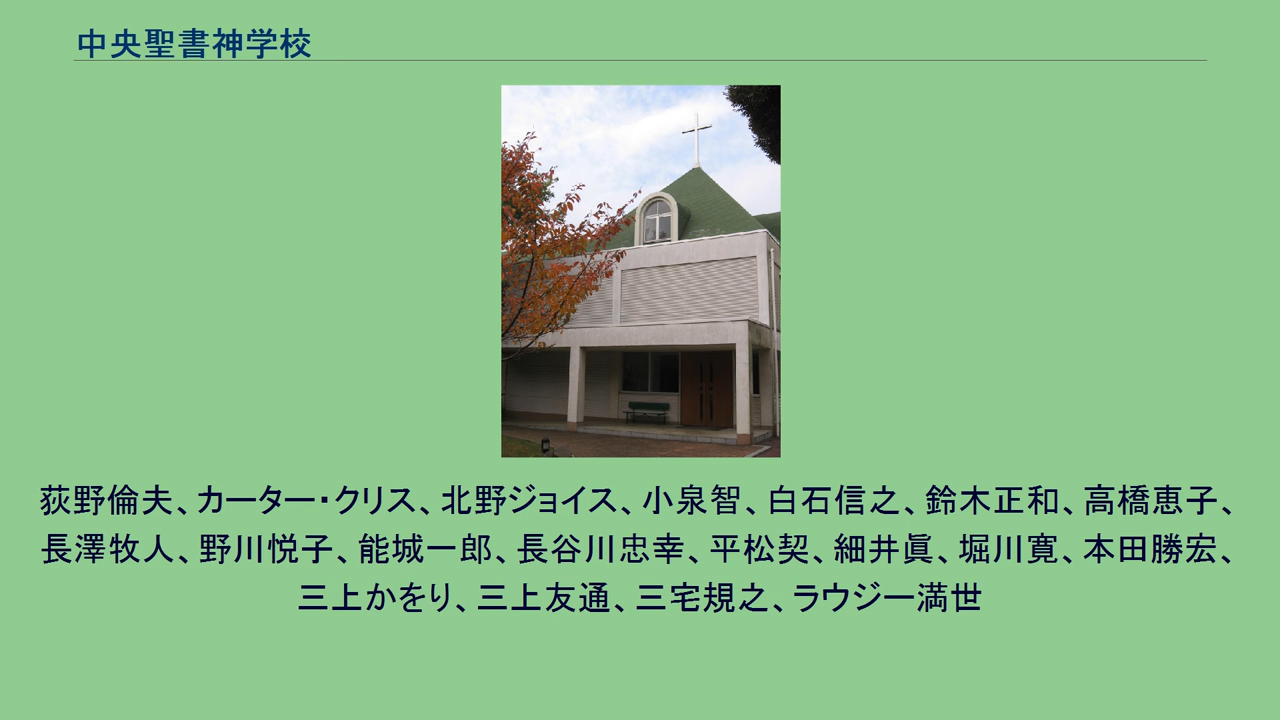 中央聖書神学校
荻野倫夫、カーター・クリス、北野ジョイス、小泉智、白石信之、鈴木正和、高橋恵子、
長澤牧人、野川悦子、能城一郎、長谷川忠幸、平松契、細井眞、堀川寛、本田勝宏、
三上かをり、三上友通、三宅規之、ラウジー満世